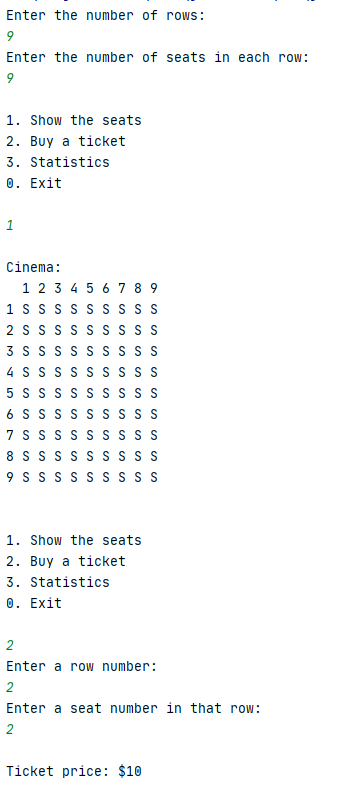 Enter the number of rows:
9
Enter the number of seats in each row:
9
1. Show the seats
2. Buy a ticket
3. Statistics
0. Exit
1
Cinema:
1 2 3 4 5 6 7 8 9
1 S S S S S S S S S
2 S S S S S S S S S
3 S S S S S S S S S
4 S S S S S S S S S
5 S S S S S S S S S
6 S S S S S S S S S
7 S S S S S S S S S
8 S S S S S S S S S
9 S S S S S S S S S
1. Show the seats
2. Buy a ticket
3. Statistics
0. Exit
2
Enter a row number:
2
Enter a seat number in that row:
2
Ticket price: $10